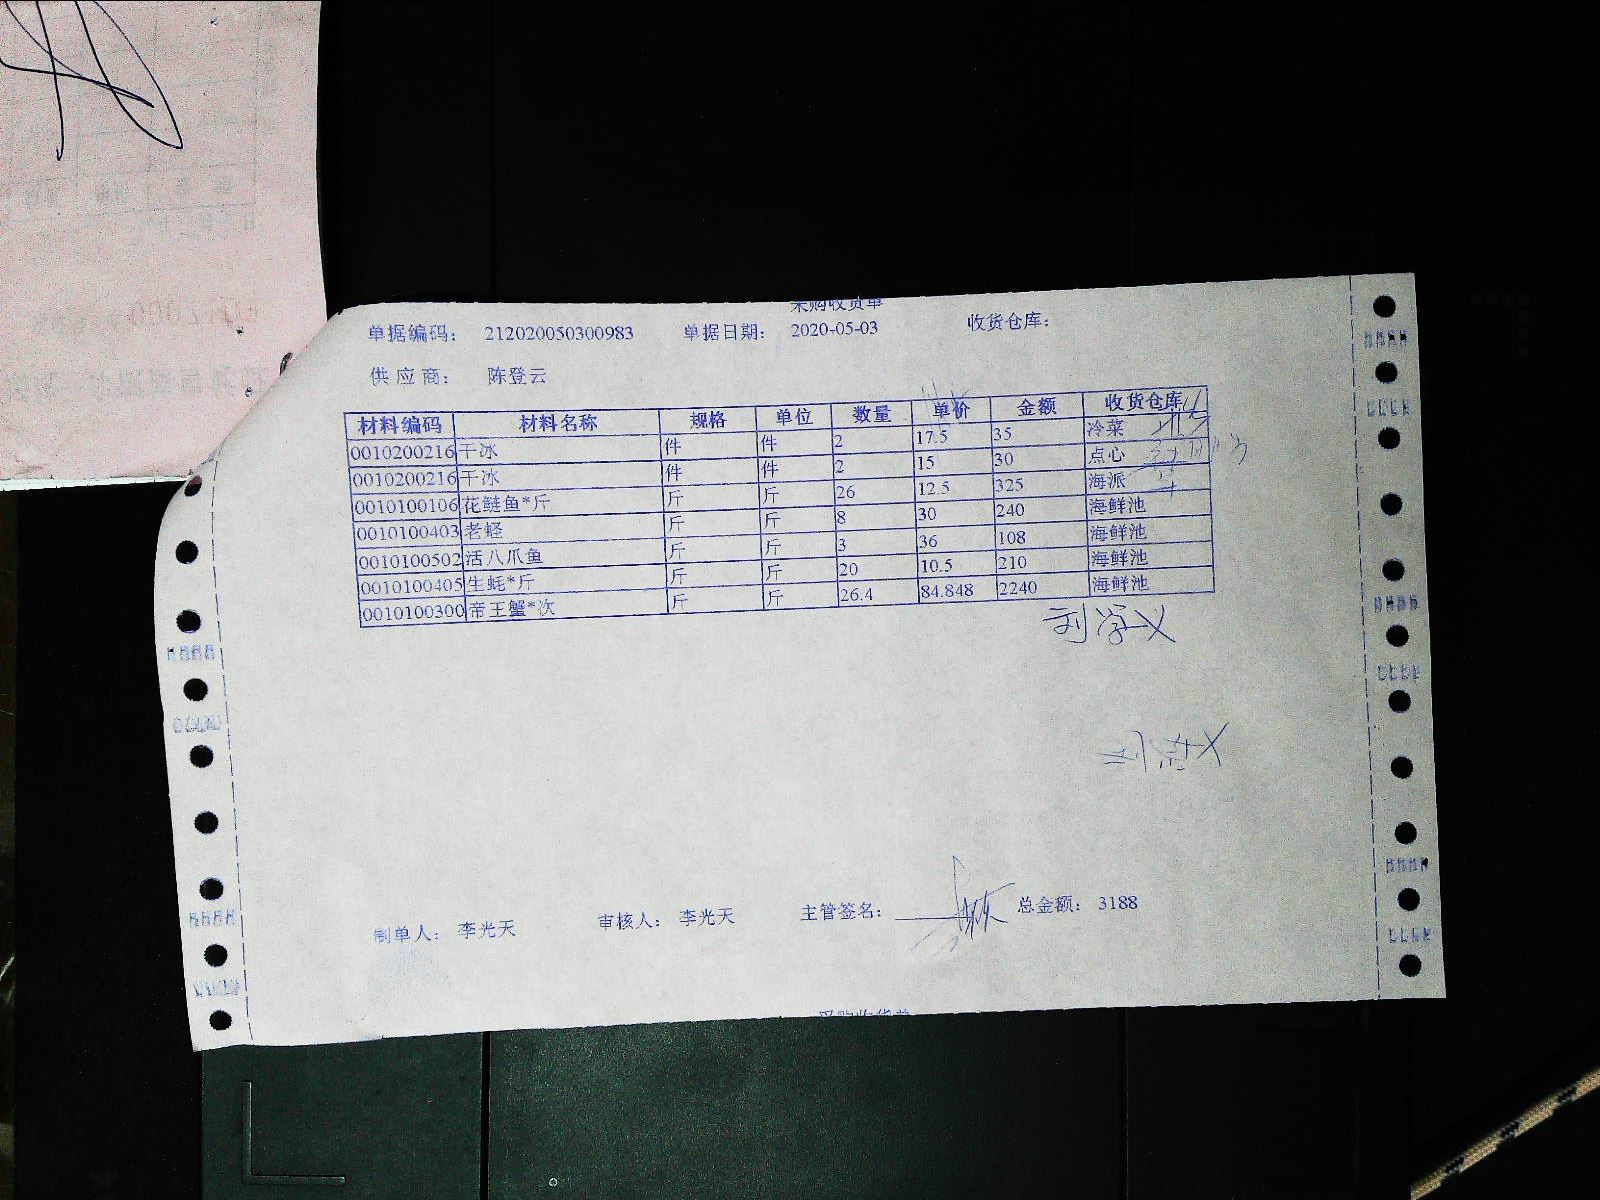 采购收货单
单据编码： 212020050300983 单据日期： 2020-05-03 收货仓库：
供应商： 陈登云
材料编码 材料名称 规格 单位 数量 单价 金额 收货仓库
0010200216 干冰 件 件 2 17.5 35 冷菜
0010200216 干冰 件 件 2 15 30 点心
0010100106 花鲢鱼*斤 斤 斤 26 12.5 325 海派
0010100403 老蛏 斤 斤 8 30 240 海鲜池
0010100502 活八爪鱼 斤 斤 3 36 108 海鲜池
0010100405 生蚝*斤 斤 斤 20 10.5 210 海鲜池
0010100300 帝王蟹*次 斤 斤 26.4 84.848 2240 海鲜池
制单人： 李光天 审核人： 李光天 主管签名： 总金额： 3188
采购收货单